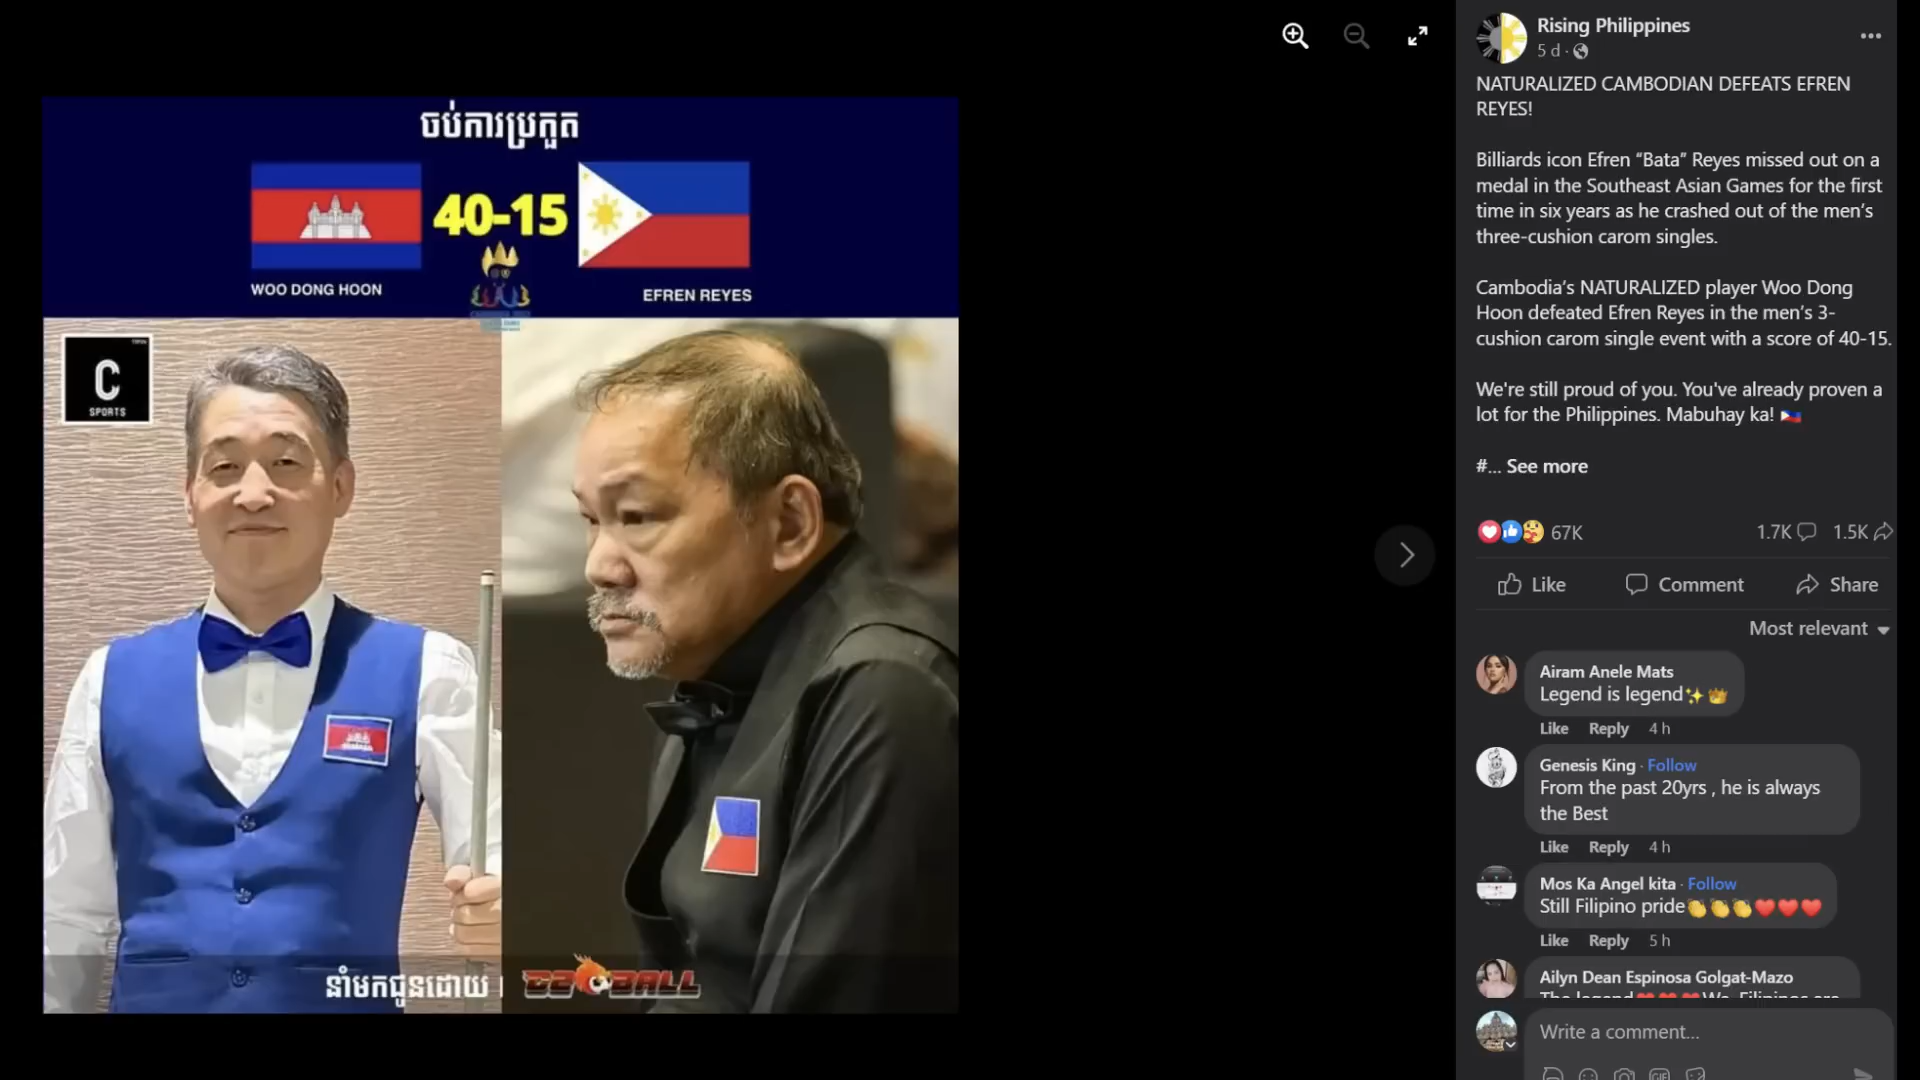 ចប់ការប្រកួត
40-15
WOO DONG HOON
EFREN REYES
C
SPORTS
នាំមកជូនដោយ
Rising Philippines
5 d
NATURALIZED CAMBODIAN DEFEATS EFREN
REYES!
Billiards icon Efren “Bata” Reyes missed out on a
medal in the Southeast Asian Games for the first
time in six years as he crashed out of the men’s
three-cushion carom singles.
Cambodia’s NATURALIZED player Woo Dong
Hoon defeated Efren Reyes in the men’s 3-
cushion carom single event with a score of 40-15.
We're still proud of you. You've already proven a
lot for the Philippines. Mabuhay ka! 🇵🇭
#... See more
67K 1.7K 1.5K
Like Comment Share
Most relevant
Airam Anele Mats
Legend is legend✨👑
Like Reply 4 h
Genesis King · Follow
From the past 20yrs , he is always
the Best
Like Reply 4 h
Mos Ka Angel kita · Follow
Still Filipino pride👏👏👏❤️❤️❤️
Like Reply 5 h
Ailyn Dean Espinosa Golgat-Mazo
The legend❤️❤️❤️We, Filipinos are
Write a comment...
GIF